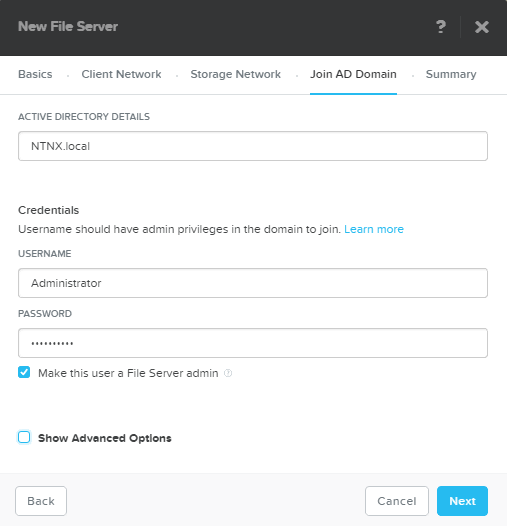 New File Server ?
Basics · Client Network · Storage Network · Join AD Domain · Summary
ACTIVE DIRECTORY DETAILS
NTNX.local
Credentials
Username should have admin privileges in the domain to join. Learn more
USERNAME
Administrator
PASSWORD
••••••••••
Make this user a File Server admin ?
Show Advanced Options
Back Cancel Next